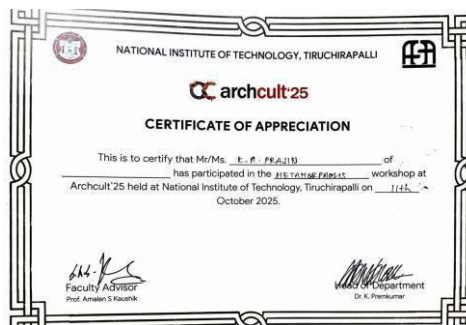 NATIONAL INSTITUTE OF TECHNOLOGY, TIRUCHIRAPALLI
archcult'25
CERTIFICATE OF APPRECIATION
This is to certify that Mr/Ms. K.A. PRAJIN of
has participated in the METAMORPHOSIS workshop at
Archcult'25 held at National Institute of Technology, Tiruchirapalli on 11th
October 2025.
Faculty Advisor
Prof. Amalan S Kaushik
Head of Department
Dr. K. Premkumar